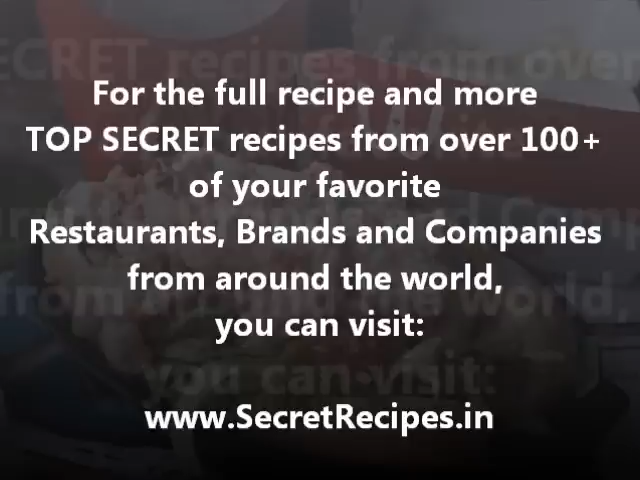 For the full recipe and more
TOP SECRET recipes from over 100+
of your favorite
Restaurants, Brands and Companies
from around the world,
you can visit:
www.SecretRecipes.in